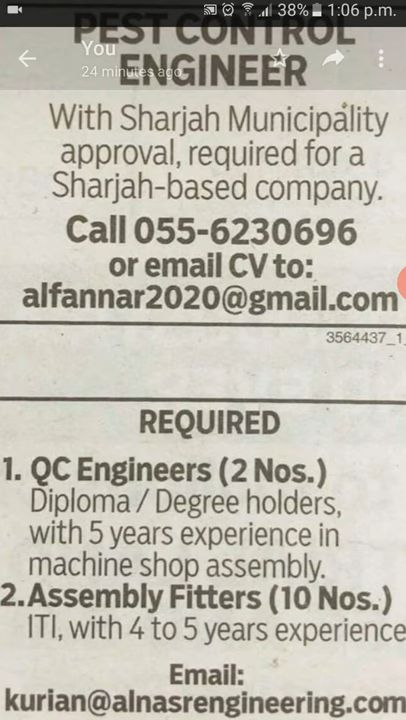 38% 1:06 p.m.
PEST CONTROL
You
24 minutes ago
ENGINEER
With Sharjah Municipality
approval, required for a
Sharjah-based company.
Call 055-6230696
or email CV to:
alfannar2020@gmail.com
3564437_1_
REQUIRED
1. QC Engineers (2 Nos.)
Diploma / Degree holders,
with 5 years experience in
machine shop assembly.
2.Assembly Fitters (10 Nos.)
ITI, with 4 to 5 years experience
Email:
kurian@alnasrengineering.com